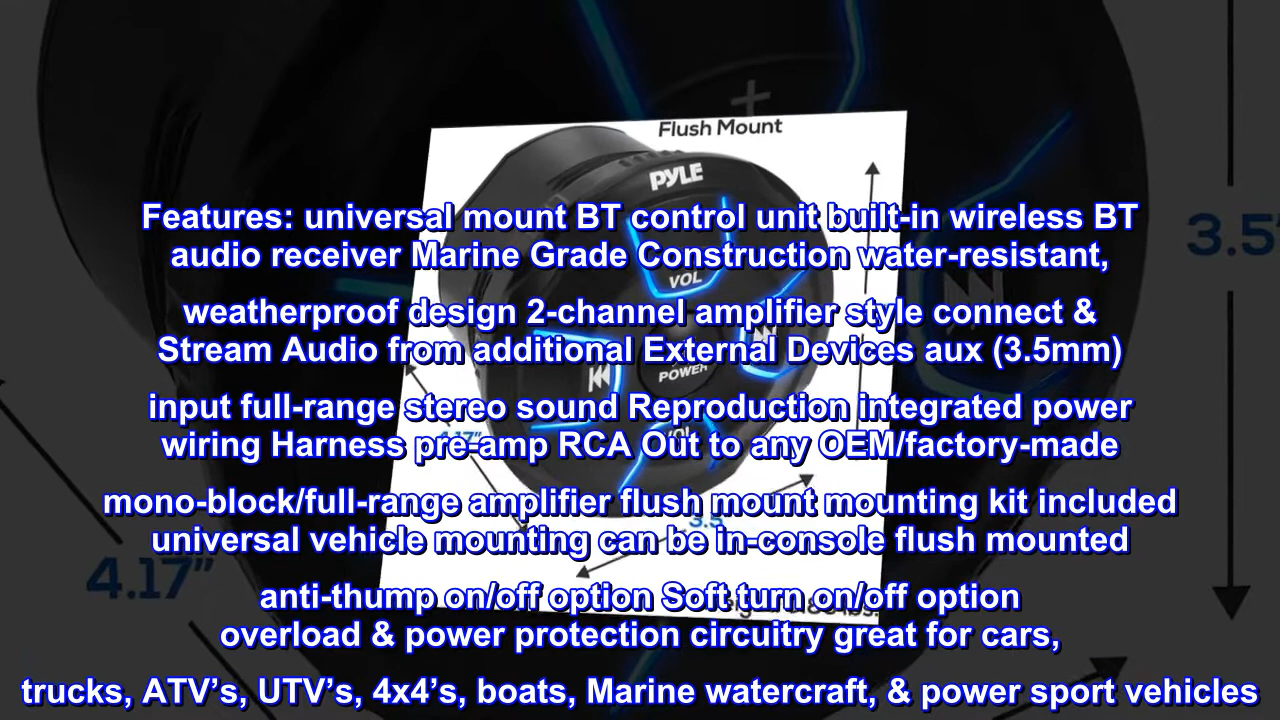 Flush Mount
PYLE
Features: universal mount BT control unit built-in wireless BT
audio receiver Marine Grade Construction water-resistant,
3.5"
VOL
weatherproof design 2-channel amplifier style connect &
Stream Audio from additional External Devices aux (3.5mm)
POWER
input full-range stereo sound Reproduction integrated power
wiring Harness pre-amp RCA Out to any OEM/factory-made
VOL
4.17"
mono-block/full-range amplifier flush mount mounting kit included
3.5
universal vehicle mounting can be in-console flush mounted
4.17”
anti-thump on/off option Soft turn on/off option
overload & power protection circuitry great for cars,
trucks, ATV’s, UTV’s, 4x4’s, boats, Marine watercraft, & power sport vehicles